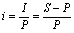 i = I/P = (S − P)/P